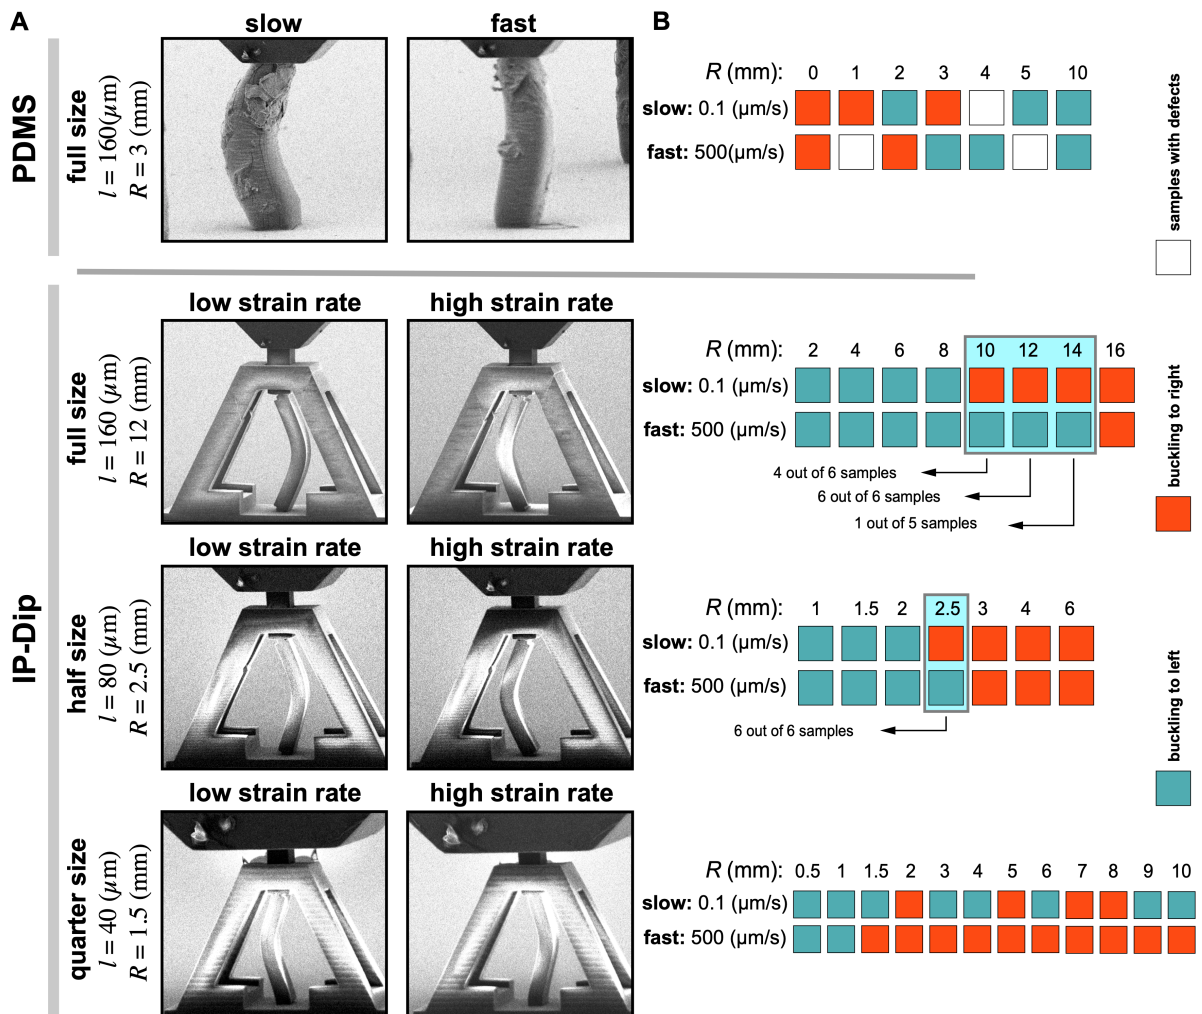 A
slow
fast
B
PDMS
full size
l = 160(μm)
R = 3 (mm)
R (mm): 0 1 2 3 4 5 10
slow: 0.1 (μm/s)
fast: 500(μm/s)
samples with defects
IP-Dip
low strain rate
high strain rate
full size
l = 160 (μm)
R = 12 (mm)
R (mm): 2 4 6 8 10 12 14 16
slow: 0.1 (μm/s)
fast: 500 (μm/s)
4 out of 6 samples
6 out of 6 samples
1 out of 5 samples
buckling to right
low strain rate
high strain rate
half size
l = 80 (μm)
R = 2.5 (mm)
R (mm): 1 1.5 2 2.5 3 4 6
slow: 0.1 (μm/s)
fast: 500 (μm/s)
6 out of 6 samples
buckling to left
low strain rate
high strain rate
quarter size
l = 40 (μm)
R = 1.5 (mm)
R (mm): 0.5 1 1.5 2 3 4 5 6 7 8 9 10
slow: 0.1 (μm/s)
fast: 500 (μm/s)